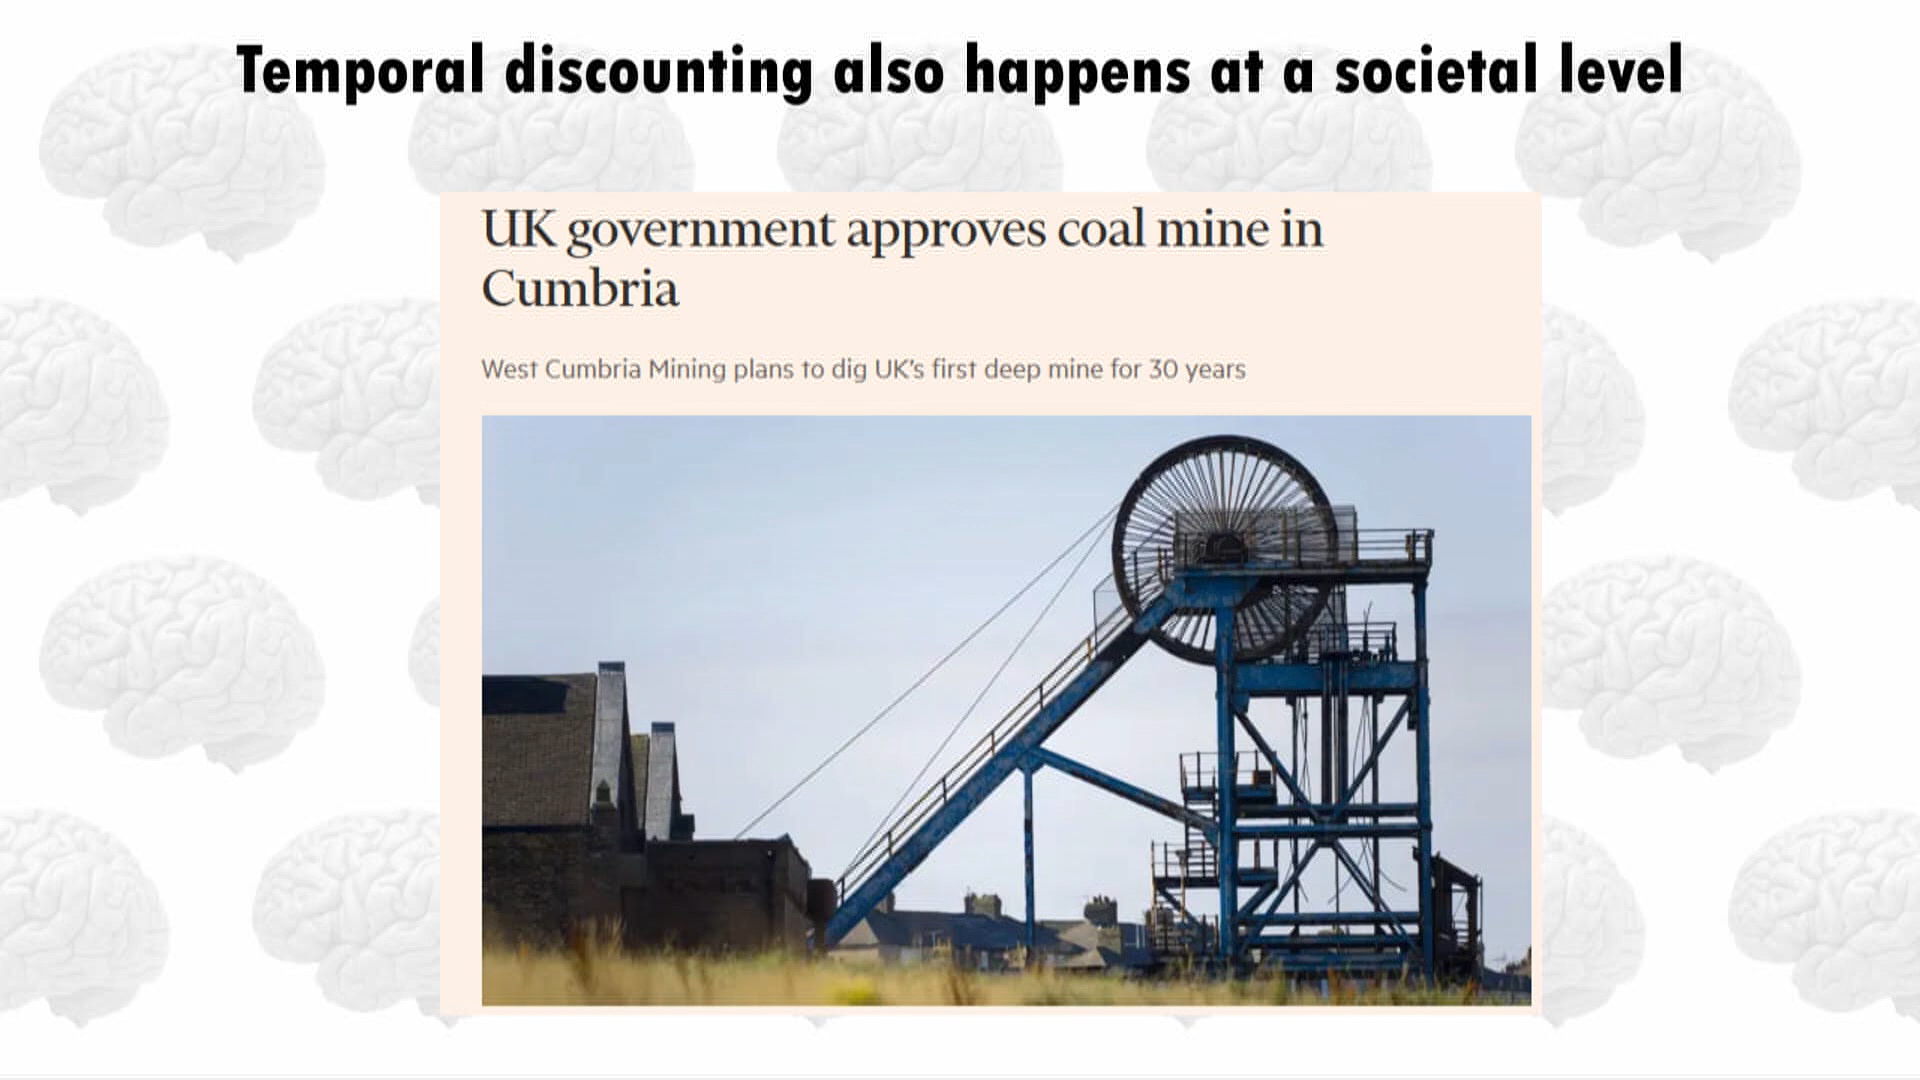 Temporal discounting also happens at a societal level
UK government approves coal mine in
Cumbria
West Cumbria Mining plans to dig UK's first deep mine for 30 years